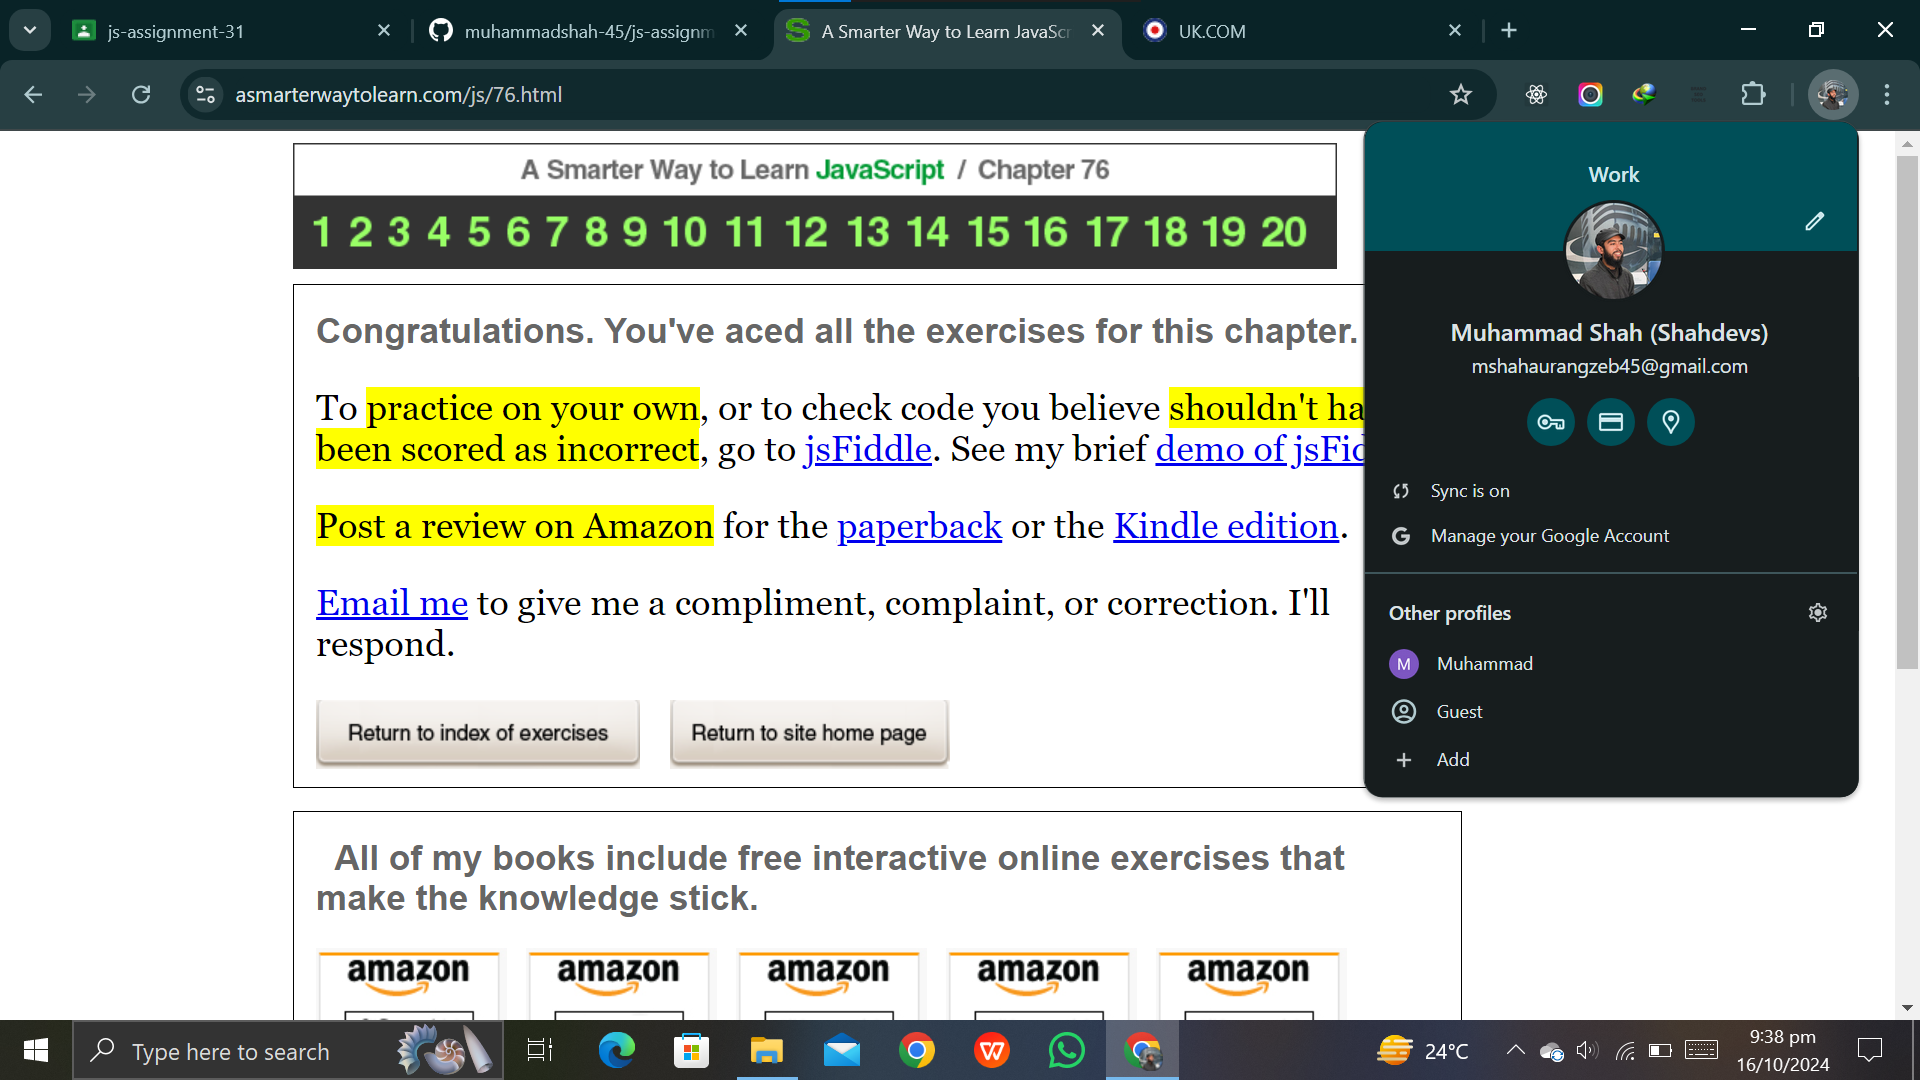 js-assignment-31
muhammadshah-45/js-assignm
A Smarter Way to Learn JavaScr
UK.COM
asmarterwaytolearn.com/js/76.html
A Smarter Way to Learn JavaScript / Chapter 76
1 2 3 4 5 6 7 8 9 10 11 12 13 14 15 16 17 18 19 20
Congratulations. You've aced all the exercises for this chapter.
To practice on your own, or to check code you believe shouldn't ha
been scored as incorrect, go to jsFiddle. See my brief demo of jsFid
Post a review on Amazon for the paperback or the Kindle edition.
Email me to give me a compliment, complaint, or correction. I'll
respond.
Return to index of exercises
Return to site home page
All of my books include free interactive online exercises that
make the knowledge stick.
amazon
amazon
amazon
amazon
amazon
Work
Muhammad Shah (Shahdevs)
mshahaurangzeb45@gmail.com
Sync is on
Manage your Google Account
Other profiles
M Muhammad
Guest
Add
Type here to search
24°C
9:38 pm
16/10/2024